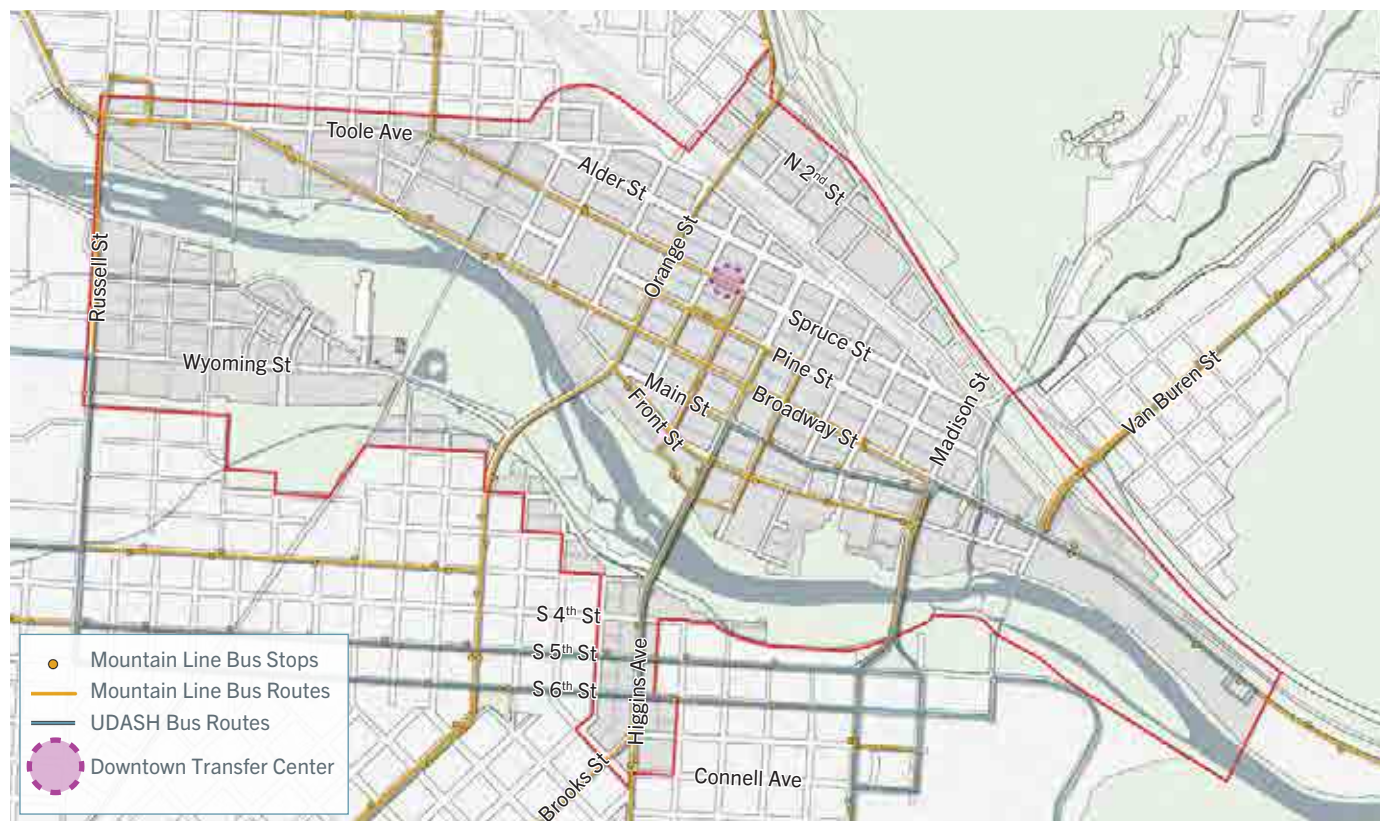 Toole Ave
Alder St
N 2nd St
Orange St
Russell St
Wyoming St
Spruce St
Pine St
Main St
Broadway St
Front St
Madison St
Van Buren St
S 4th St
S 5th St
S 6th St
Higgins Ave
Brooks St
Connell Ave
Mountain Line Bus Stops
Mountain Line Bus Routes
UDASH Bus Routes
Downtown Transfer Center